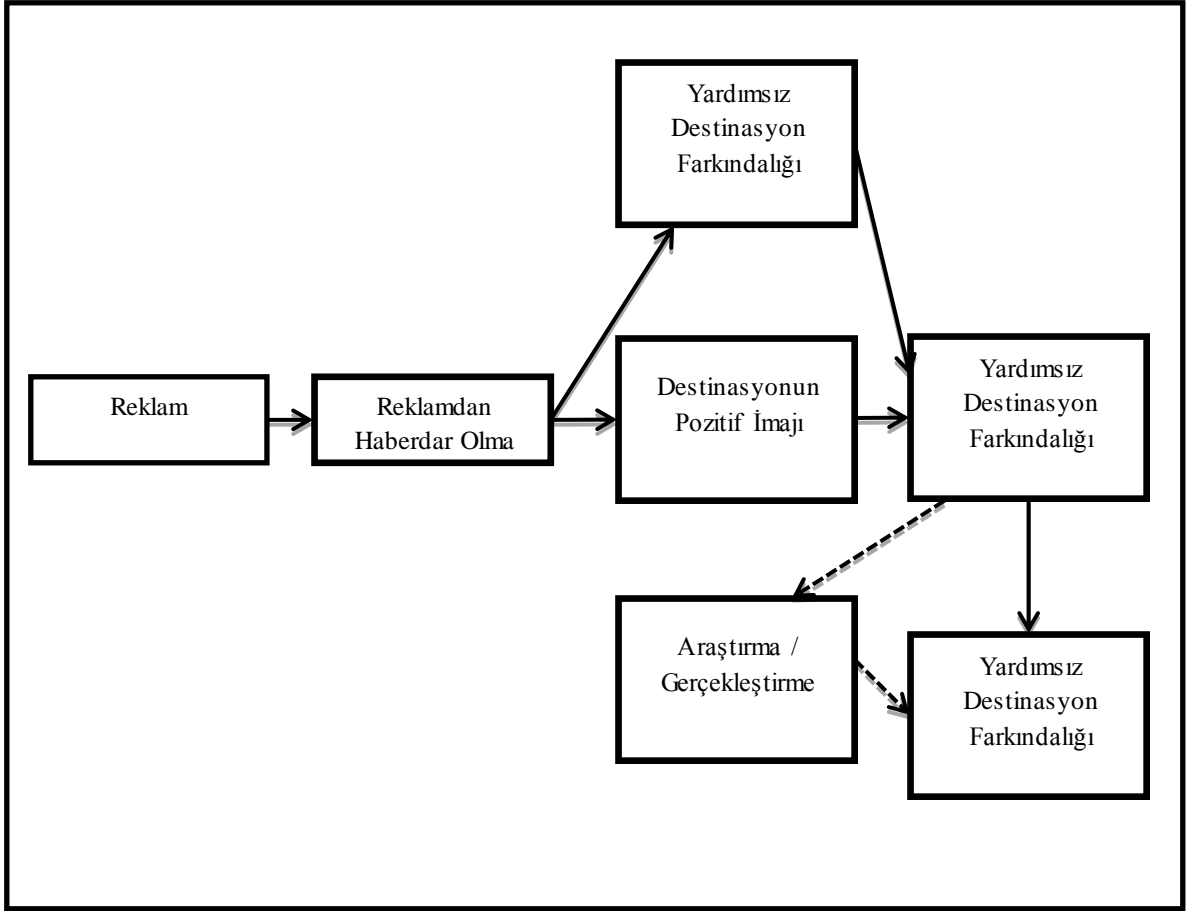 Yardımsız
Destinasyon
Farkındalığı
Reklam
Reklamdan
Haberdar Olma
Destinasyonun
Pozitif İmajı
Yardımsız
Destinasyon
Farkındalığı
Araştırma /
Gerçekleştirme
Yardımsız
Destinasyon
Farkındalığı